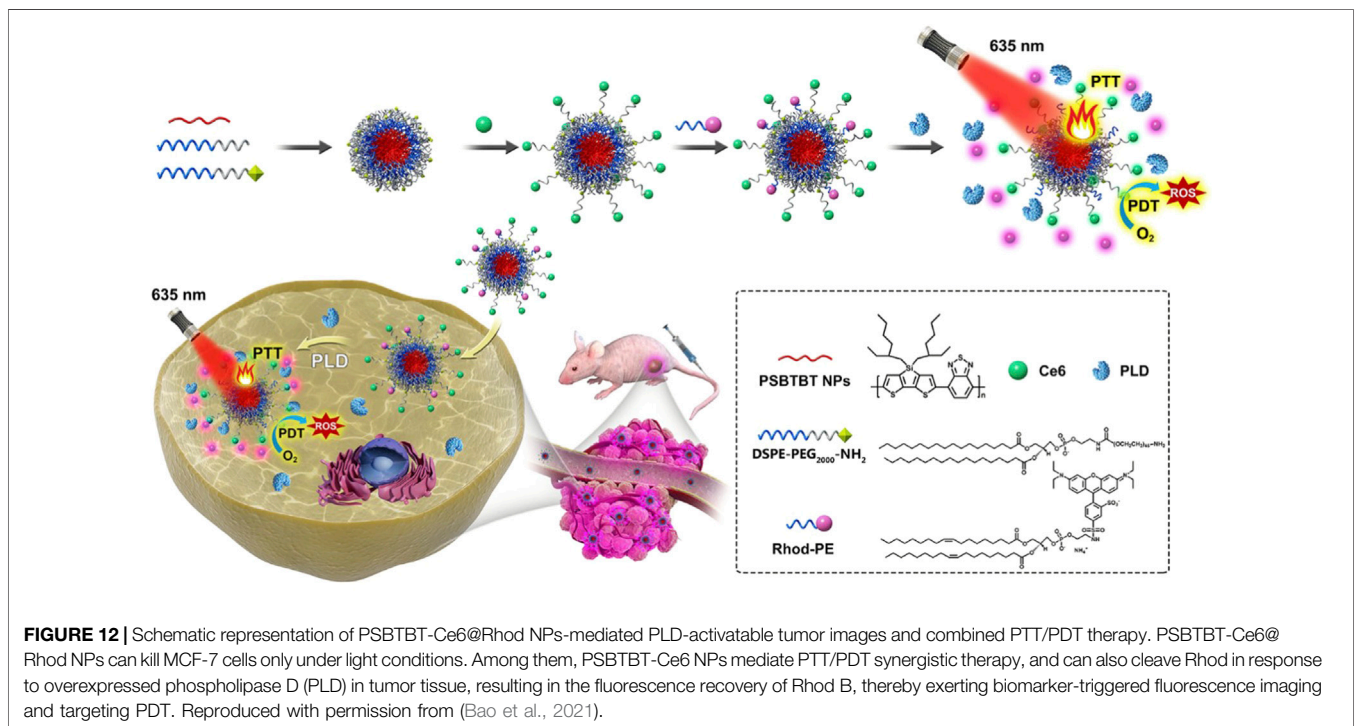 635 nm
PTT
ROS
PDT
O₂
635 nm
PTT
PLD
PDT
ROS
O₂
PSBTBT NPs
Si
S
S
N
S
N
n
Ce6
PLD
DSPE-PEG₂₀₀₀-NH₂
Rhod-PE
NH₄⁺
FIGURE 12 | Schematic representation of PSBTBT-Ce6@Rhod NPs-mediated PLD-activatable tumor images and combined PTT/PDT therapy. PSBTBT-Ce6@
Rhod NPs can kill MCF-7 cells only under light conditions. Among them, PSBTBT-Ce6 NPs mediate PTT/PDT synergistic therapy, and can also cleave Rhod in response
to overexpressed phospholipase D (PLD) in tumor tissue, resulting in the fluorescence recovery of Rhod B, thereby exerting biomarker-triggered fluorescence imaging
and targeting PDT. Reproduced with permission from (Bao et al., 2021).